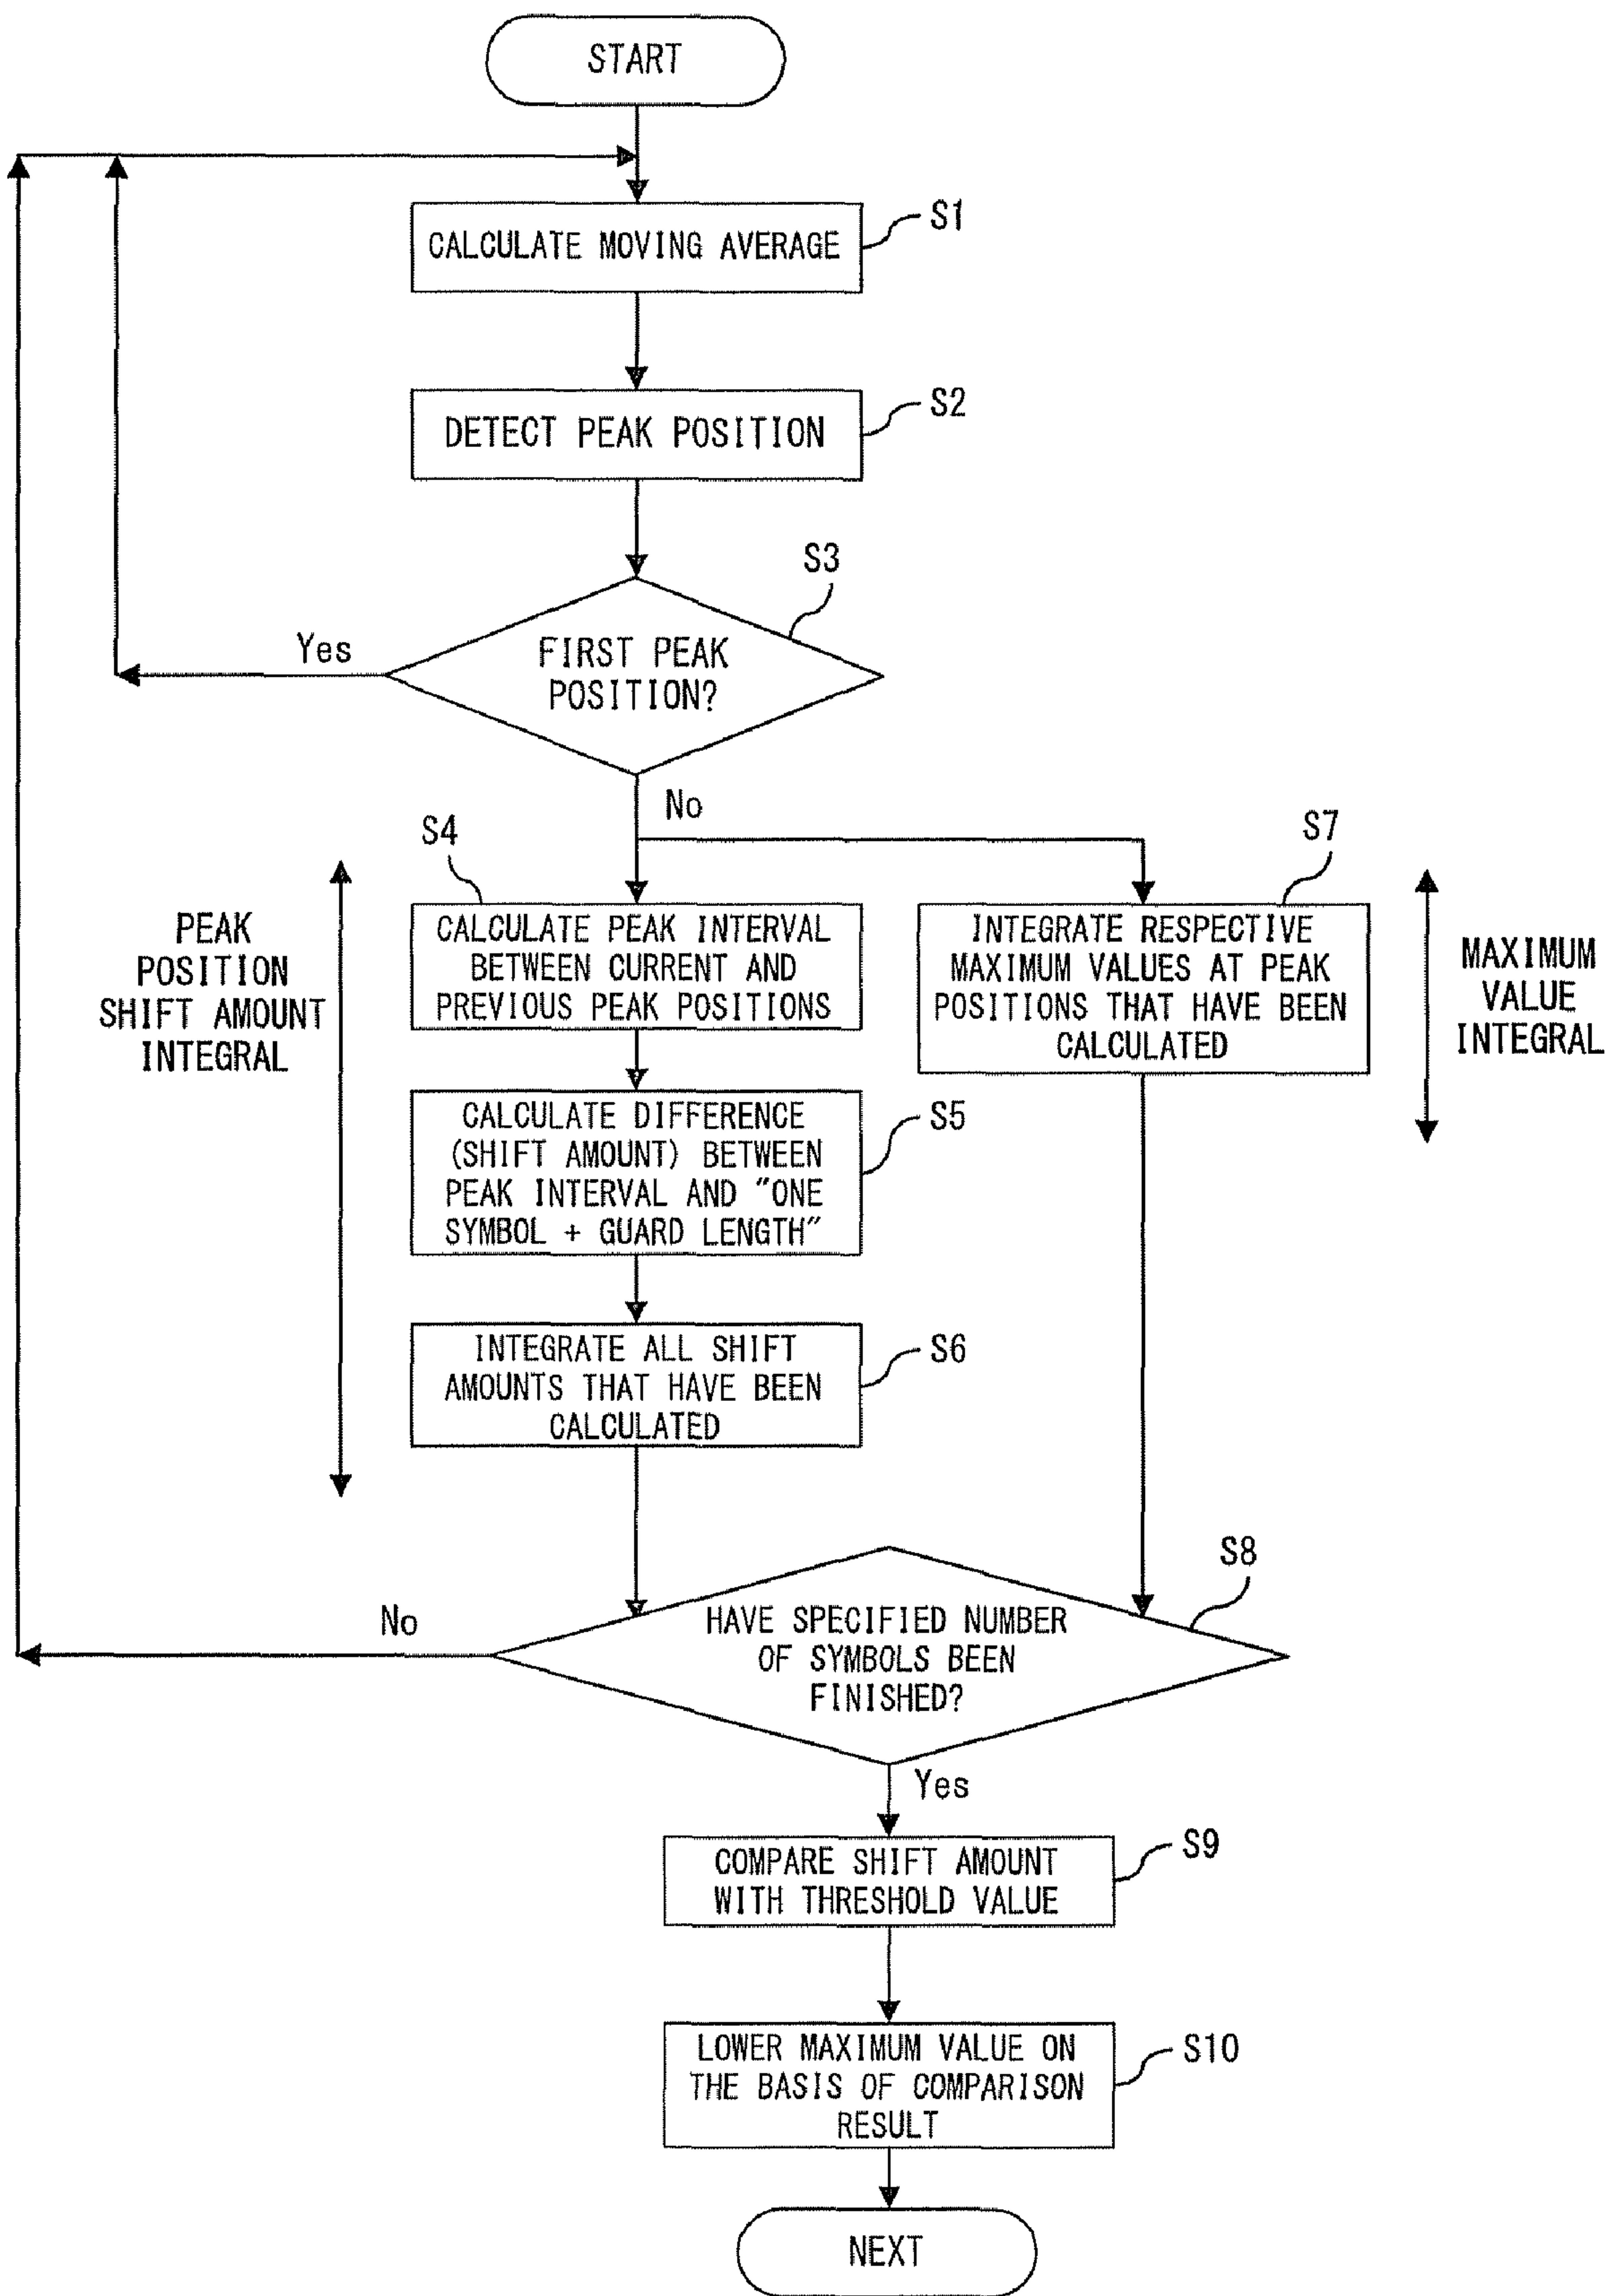 START
S1
CALCULATE MOVING AVERAGE
S2
DETECT PEAK POSITION
S3
Yes
FIRST PEAK
POSITION?
No
S4
S7
PEAK
POSITION
SHIFT AMOUNT
INTEGRAL
CALCULATE PEAK INTERVAL
BETWEEN CURRENT AND
PREVIOUS PEAK POSITIONS
INTEGRATE RESPECTIVE
MAXIMUM VALUES AT PEAK
POSITIONS THAT HAVE BEEN
CALCULATED
MAXIMUM
VALUE
INTEGRAL
S5
CALCULATE DIFFERENCE
(SHIFT AMOUNT) BETWEEN
PEAK INTERVAL AND "ONE
SYMBOL + GUARD LENGTH"
S6
INTEGRATE ALL SHIFT
AMOUNTS THAT HAVE BEEN
CALCULATED
S8
No
HAVE SPECIFIED NUMBER
OF SYMBOLS BEEN
FINISHED?
Yes
S9
COMPARE SHIFT AMOUNT
WITH THRESHOLD VALUE
S10
LOWER MAXIMUM VALUE ON
THE BASIS OF COMPARISON
RESULT
NEXT